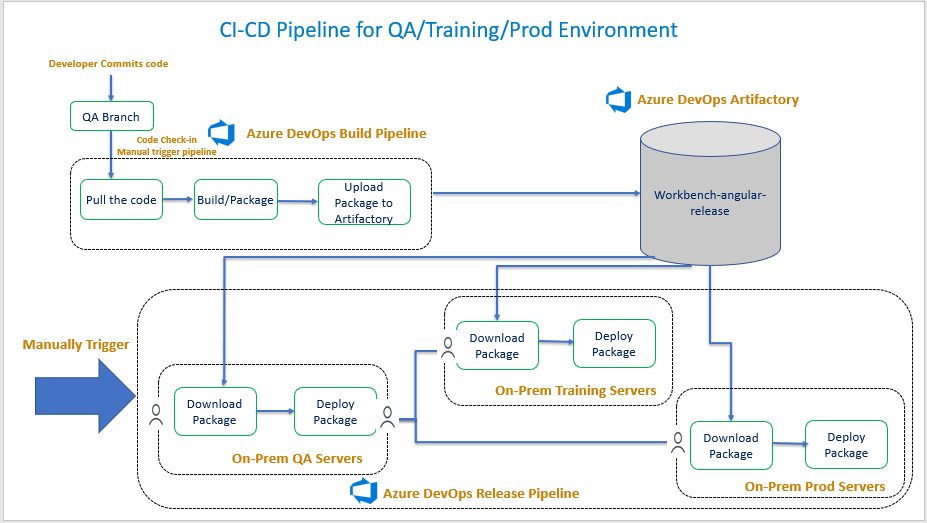 CI-CD Pipeline for QA/Training/Prod Environment
Developer Commits code
QA Branch
Code Check-in
Manual trigger pipeline
Azure DevOps Build Pipeline
Azure DevOps Artifactory
Pull the code
Build/Package
Upload
Package to
Artifactory
Workbench-angular-
release
Manually Trigger
Download
Package
Deploy
Package
On-Prem Training Servers
Download
Package
Deploy
Package
On-Prem QA Servers
Download
Package
Deploy
Package
On-Prem Prod Servers
Azure DevOps Release Pipeline